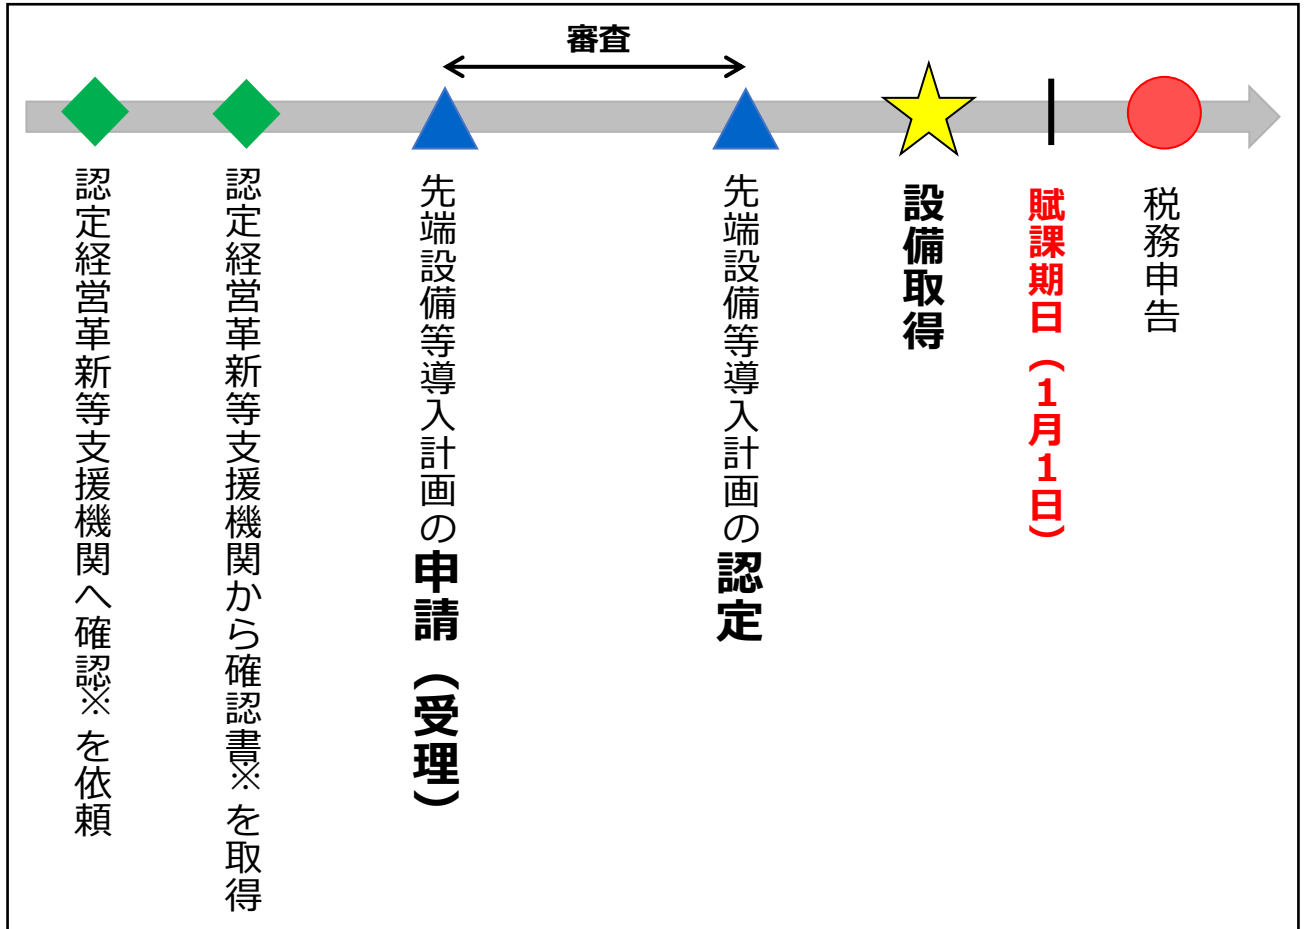 審査
認定経営革新等支援機関へ確認※を依頼
認定経営革新等支援機関から確認書※を取得
先端設備等導入計画の申請（受理）
先端設備等導入計画の認定
設備取得
賦課期日（１月１日）
税務申告